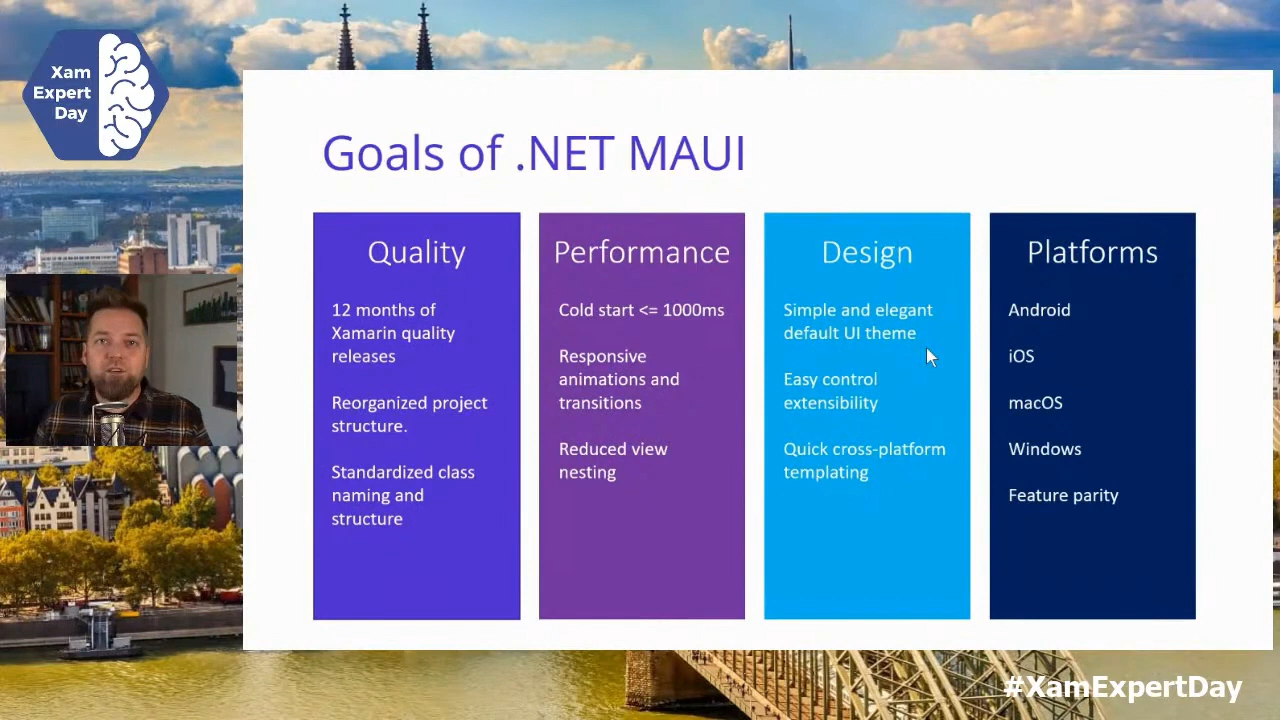 Xam
Expert
Day
Goals of .NET MAUI
Quality
12 months of
Xamarin quality
releases
Reorganized project
structure.
Standardized class
naming and
structure
Performance
Cold start <= 1000ms
Responsive
animations and
transitions
Reduced view
nesting
Design
Simple and elegant
default UI theme
Easy control
extensibility
Quick cross-platform
templating
Platforms
Android
iOS
macOS
Windows
Feature parity
#XamExpertDay